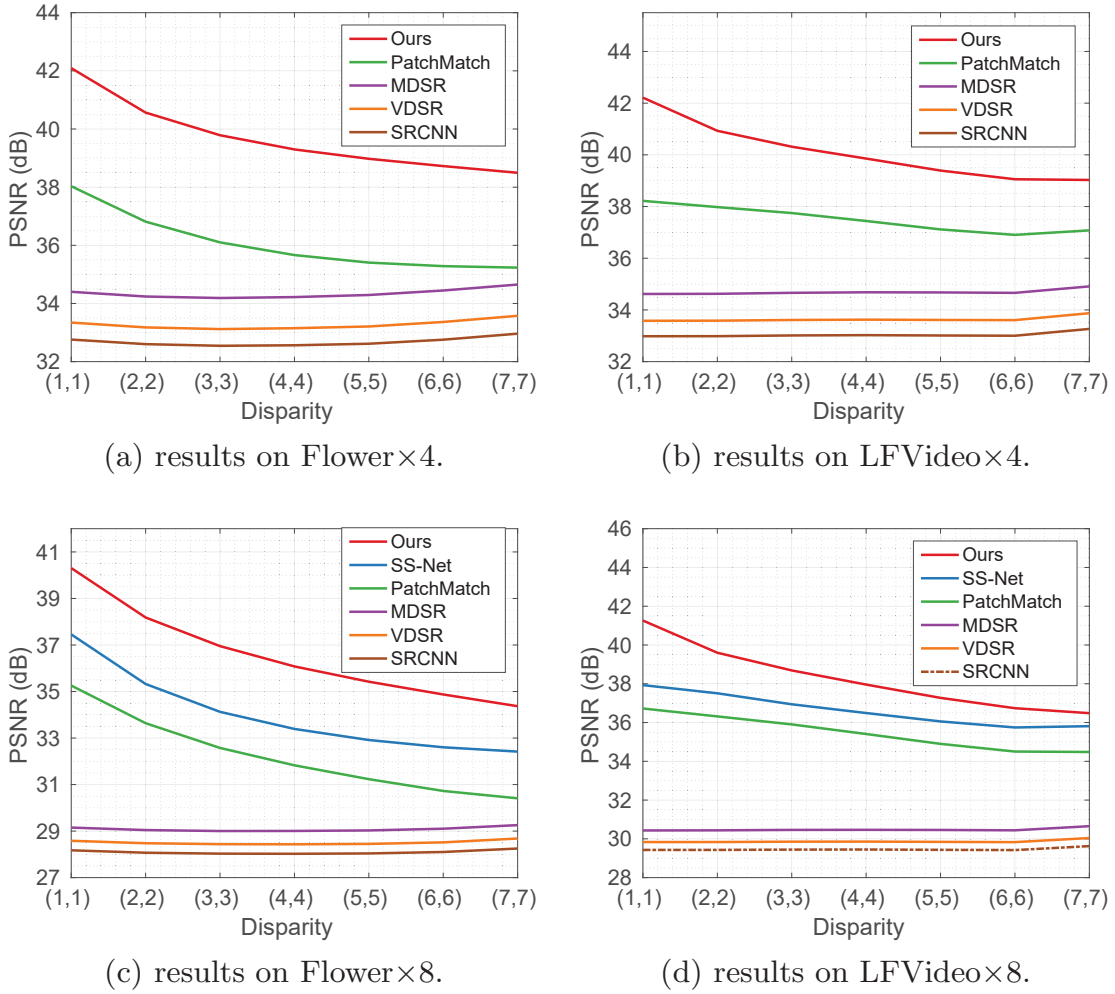 44
42
40
38
36
34
32
PSNR (dB)
Ours
PatchMatch
MDSR
VDSR
SRCNN
(1,1) (2,2) (3,3) (4,4) (5,5) (6,6) (7,7)
Disparity
(a) results on Flower×4.
44
42
40
38
36
34
32
PSNR (dB)
Ours
PatchMatch
MDSR
VDSR
SRCNN
(1,1) (2,2) (3,3) (4,4) (5,5) (6,6) (7,7)
Disparity
(b) results on LFVideo×4.
41
39
37
35
33
31
29
27
PSNR (dB)
Ours
SS-Net
PatchMatch
MDSR
VDSR
SRCNN
(1,1) (2,2) (3,3) (4,4) (5,5) (6,6) (7,7)
Disparity
(c) results on Flower×8.
46
44
42
40
38
36
34
32
30
28
PSNR (dB)
Ours
SS-Net
PatchMatch
MDSR
VDSR
SRCNN
(1,1) (2,2) (3,3) (4,4) (5,5) (6,6) (7,7)
Disparity
(d) results on LFVideo×8.